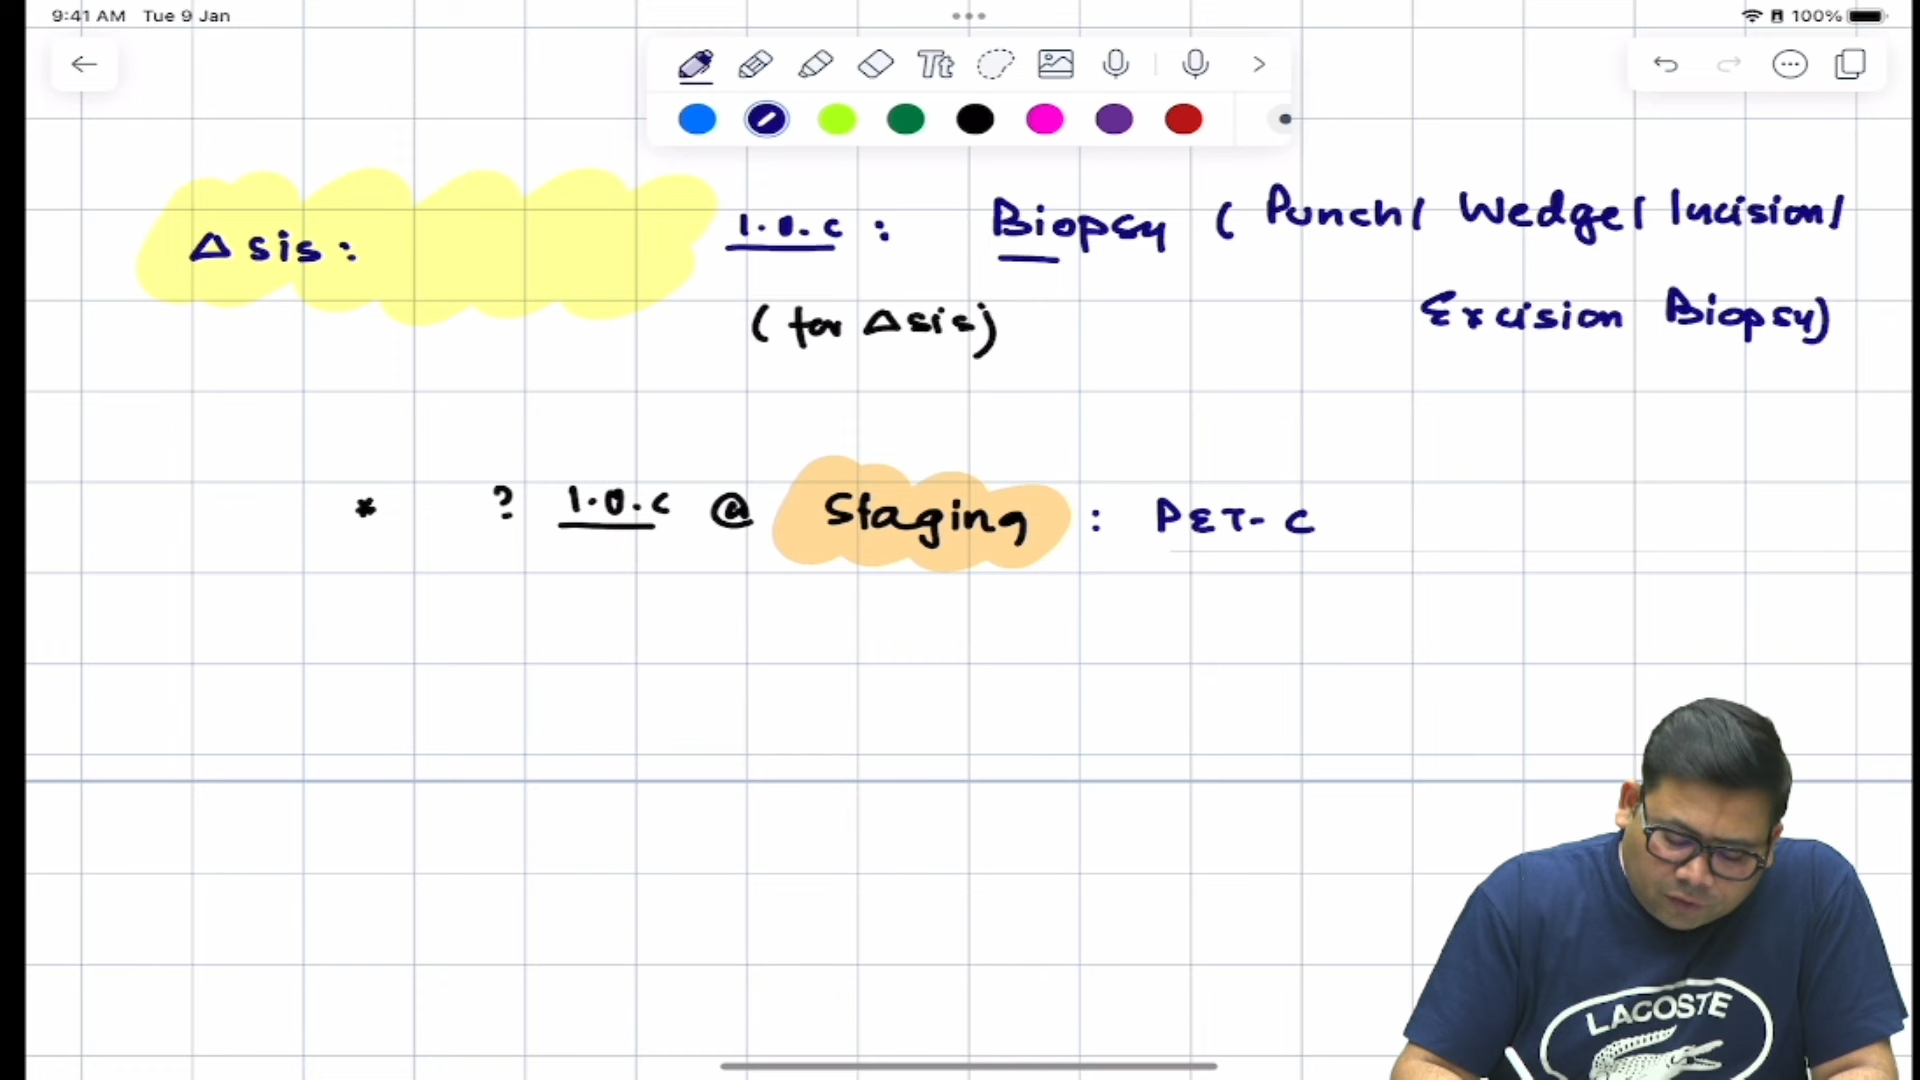 9:41 AM Tue 9 Jan
100%
Tt
Δsis: I.O.C : Biopsy ( Punch/ Wedge/ Incision/
(for Δsis) Excision Biopsy)
* ? I.O.C @ Staging : PET- C
LACOSTE